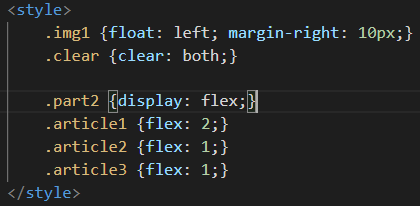 <style>
.img1 {float: left; margin-right: 10px;}
.clear {clear: both;}
.part2 {display: flex;}
.article1 {flex: 2;}
.article2 {flex: 1;}
.article3 {flex: 1;}
</style>